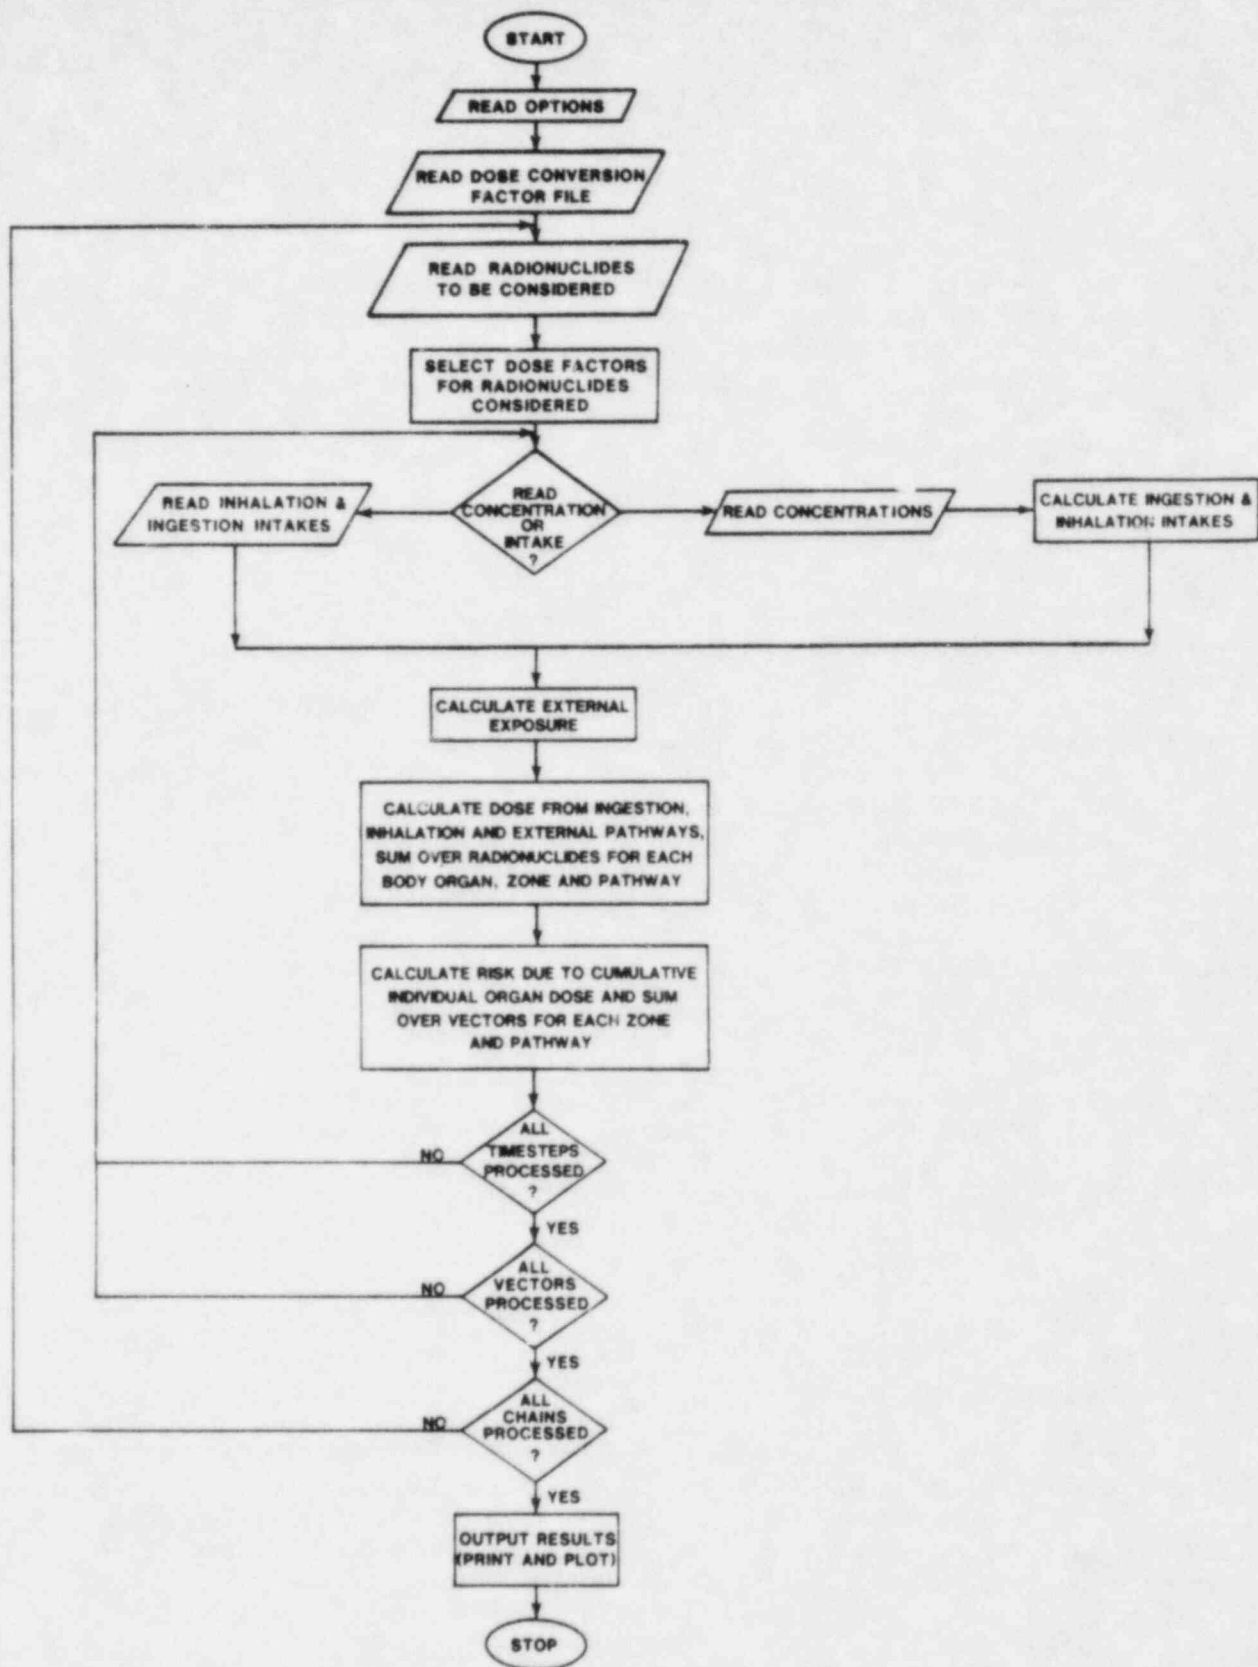 START
READ OPTIONS
READ DOSE CONVERSION
FACTOR FILE
READ RADIONUCLIDES
TO BE CONSIDERED
SELECT DOSE FACTORS
FOR RADIONUCLIDES
CONSIDERED
READ INHALATION &
INGESTION INTAKES
READ
CONCENTRATION
OR
INTAKE
?
READ CONCENTRATIONS
CALCULATE INGESTION &
INHALATION INTAKES
CALCULATE EXTERNAL
EXPOSURE
CALCULATE DOSE FROM INGESTION,
INHALATION AND EXTERNAL PATHWAYS,
SUM OVER RADIONUCLIDES FOR EACH
BODY ORGAN, ZONE AND PATHWAY
CALCULATE RISK DUE TO CUMULATIVE
INDIVIDUAL ORGAN DOSE AND SUM
OVER VECTORS FOR EACH ZONE
AND PATHWAY
ALL
TIMESTEPS
PROCESSED
?
NO
YES
ALL
VECTORS
PROCESSED
?
NO
YES
ALL
CHAINS
PROCESSED
?
NO
YES
OUTPUT RESULTS
(PRINT AND PLOT)
STOP